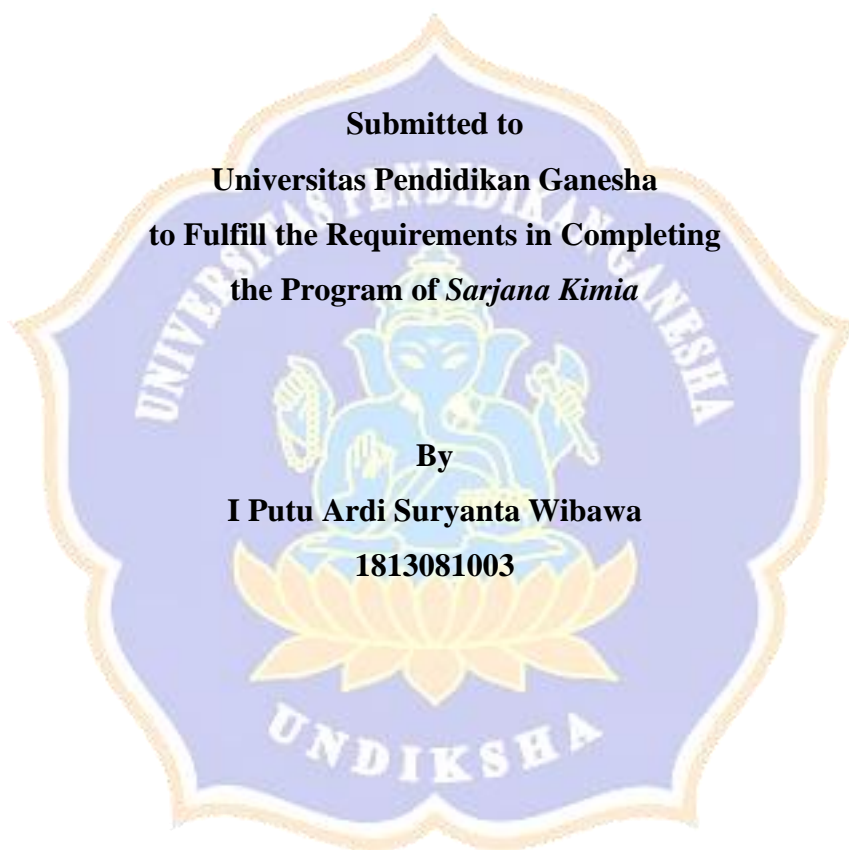 Submitted to
Universitas Pendidikan Ganesha
to Fulfill the Requirements in Completing
the Program of Sarjana Kimia
By
I Putu Ardi Suryanta Wibawa
1813081003
UNIVERSITAS PENDIDIKAN GANESHA
UNDIKSHA